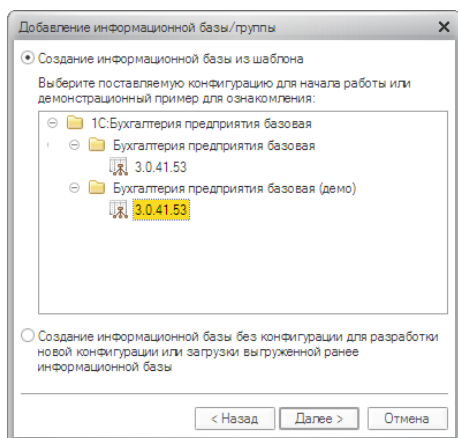 Добавление информационной базы/группы
Создание информационной базы из шаблона
Выберите поставляемую конфигурацию для начала работы или
демонстрационный пример для ознакомления:
1С:Бухгалтерия предприятия базовая
Бухгалтерия предприятия базовая
3.0.41.53
Бухгалтерия предприятия базовая (демо)
3.0.41.53
Создание информационной базы без конфигурации для разработки
новой конфигурации или загрузки выгруженной ранее
информационной базы
< Назад Далее > Отмена